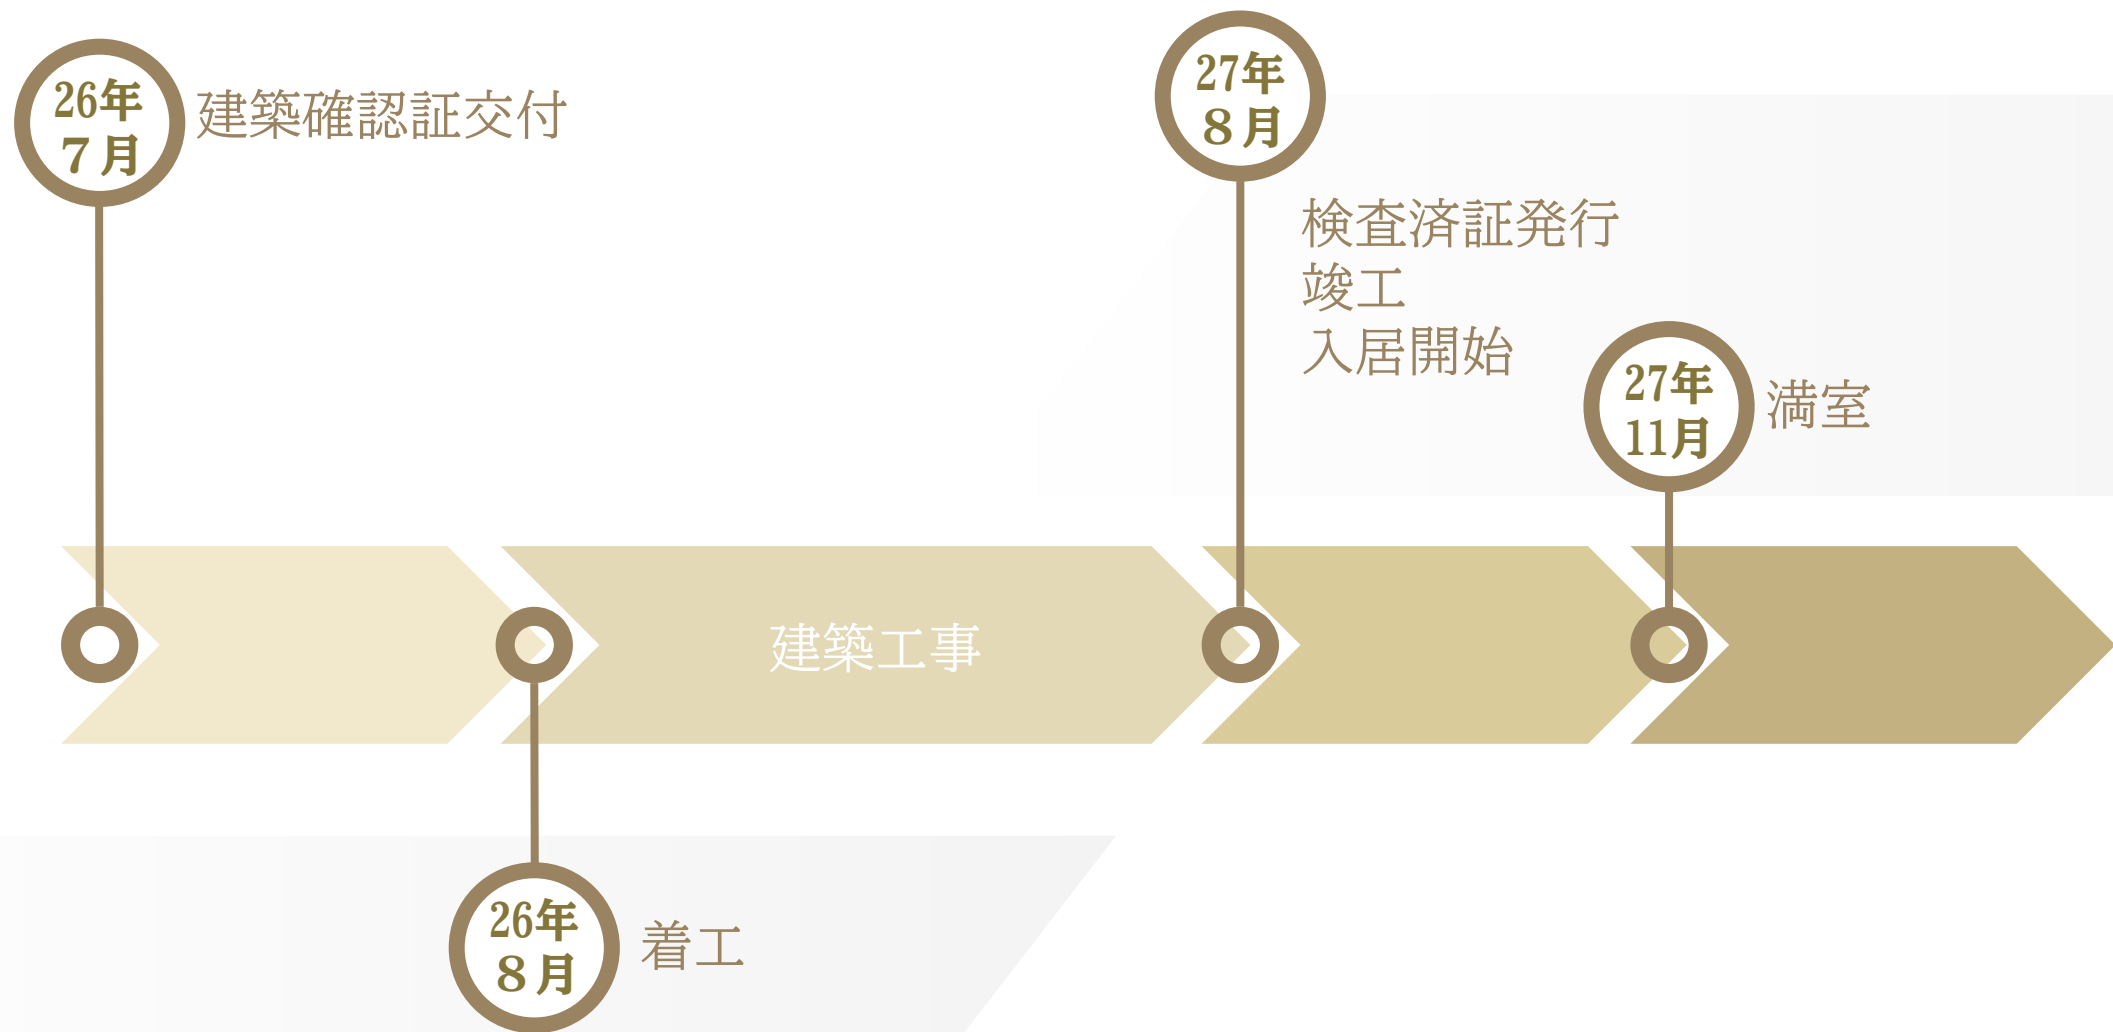 26年
７月
建築確認証交付
27年
８月
検査済証発行
竣工
入居開始
27年
11月
満室
建築工事
26年
８月
着工